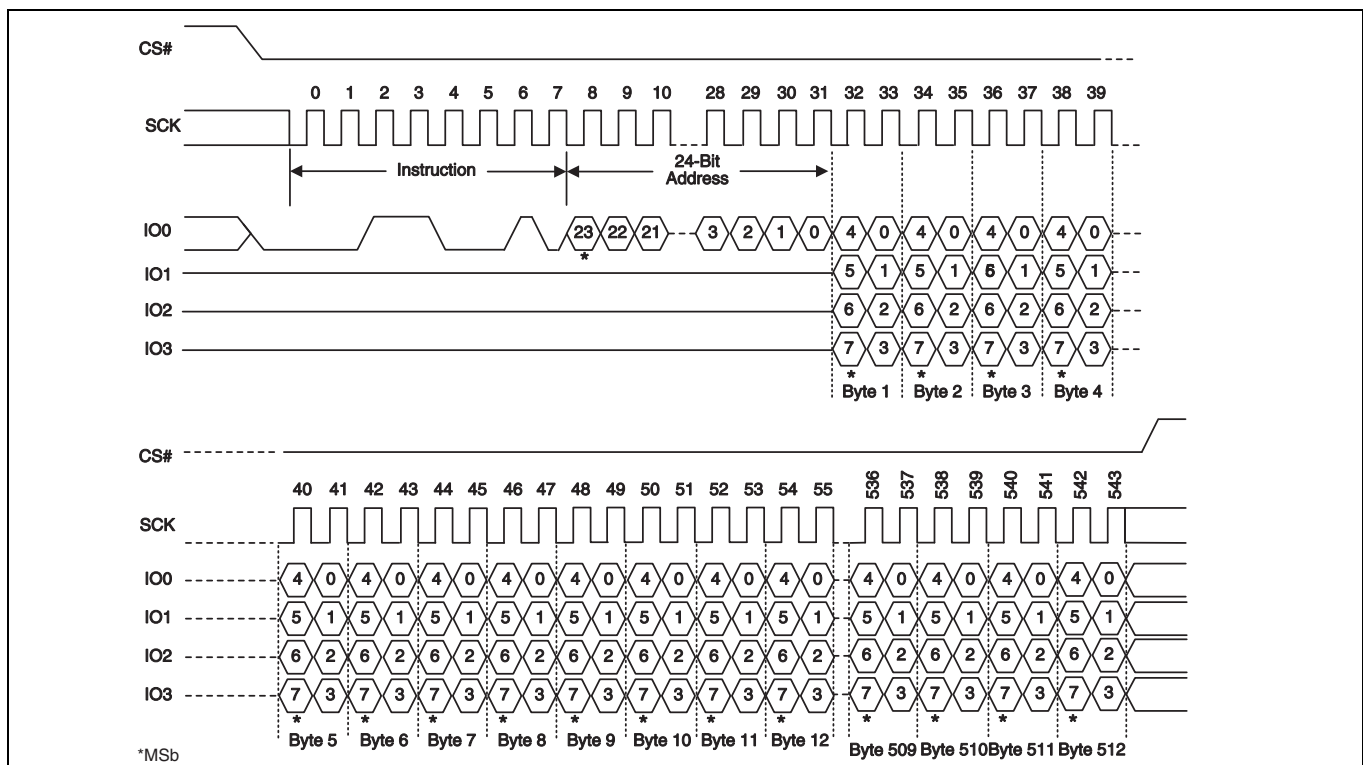 CS#
0 1 2 3 4 5 6 7 8 9 10 28 29 30 31 32 33 34 35 36 37 38 39
SCK
Instruction
24-Bit
Address
IO0 23 22 21 3 2 1 0 4 0 4 0 4 0 4 0
*
IO1 5 1 5 1 6 1 5 1
IO2 6 2 6 2 6 2 6 2
IO3 7 3 7 3 7 3 7 3
* * * *
Byte 1 Byte 2 Byte 3 Byte 4
CS#
40 41 42 43 44 45 46 47 48 49 50 51 52 53 54 55 536 537 538 539 540 541 542 543
SCK
IO0 4 0 4 0 4 0 4 0 4 0 4 0 4 0 4 0 4 0 4 0 4 0 4 0
IO1 5 1 5 1 5 1 5 1 5 1 5 1 5 1 5 1 5 1 5 1 5 1 5 1
IO2 6 2 6 2 6 2 6 2 6 2 6 2 6 2 6 2 6 2 6 2 6 2 6 2
IO3 7 3 7 3 7 3 7 3 7 3 7 3 7 3 7 3 7 3 7 3 7 3 7 3
* * * * * * * * * * * *
Byte 5 Byte 6 Byte 7 Byte 8 Byte 9 Byte 10 Byte 11 Byte 12 Byte 509 Byte 510 Byte 511 Byte 512
*MSb